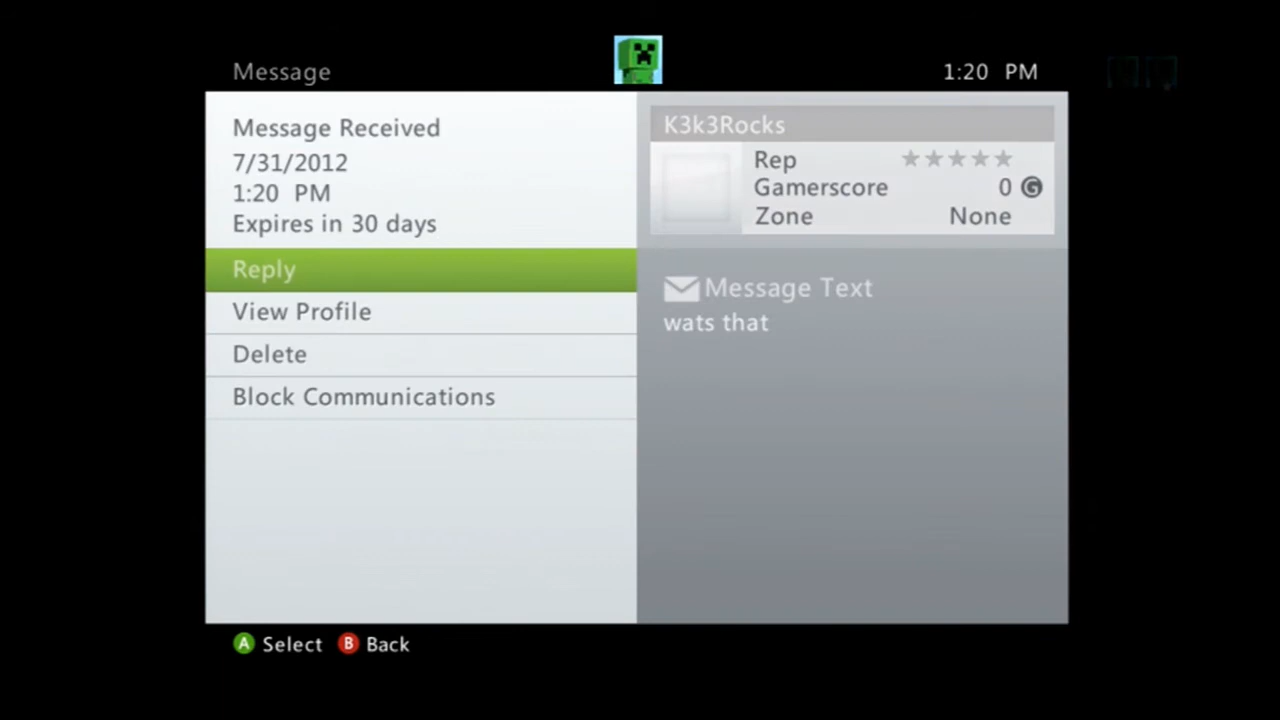 Message
1:20 PM
Message Received
7/31/2012
1:20 PM
Expires in 30 days
Reply
View Profile
Delete
Block Communications
K3k3Rocks
Rep
Gamerscore 0 G
Zone None
Message Text
wats that
A Select B Back